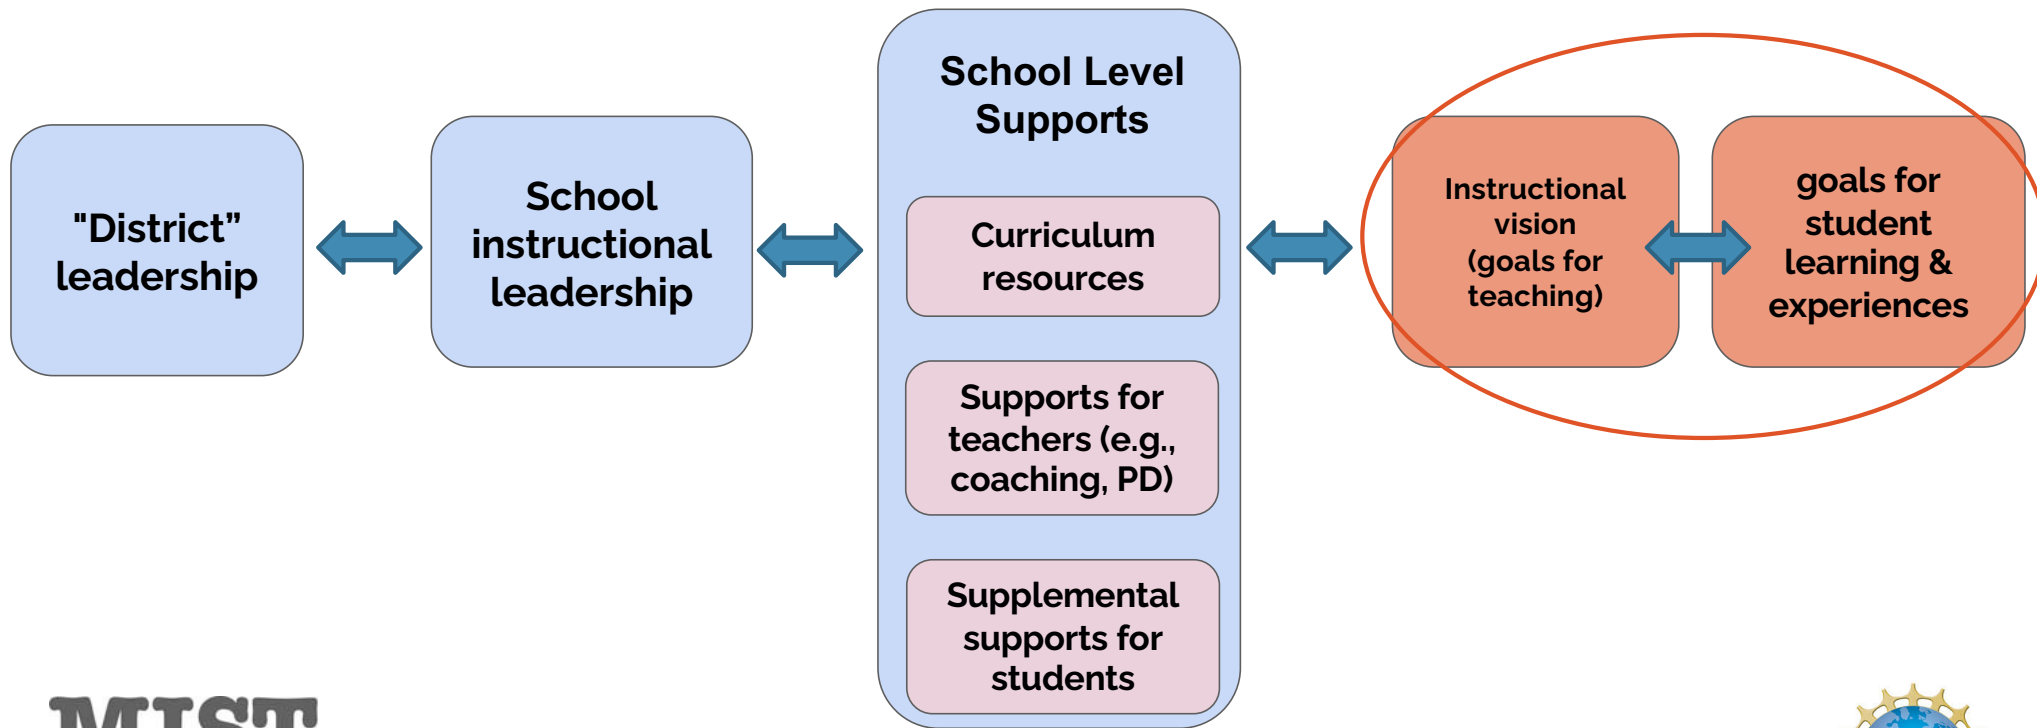 "District”
leadership
School
instructional
leadership
School Level
Supports
Curriculum
resources
Supports for
teachers (e.g.,
coaching, PD)
Supplemental
supports for
students
Instructional
vision
(goals for
teaching)
goals for
student
learning &
experiences
MIST